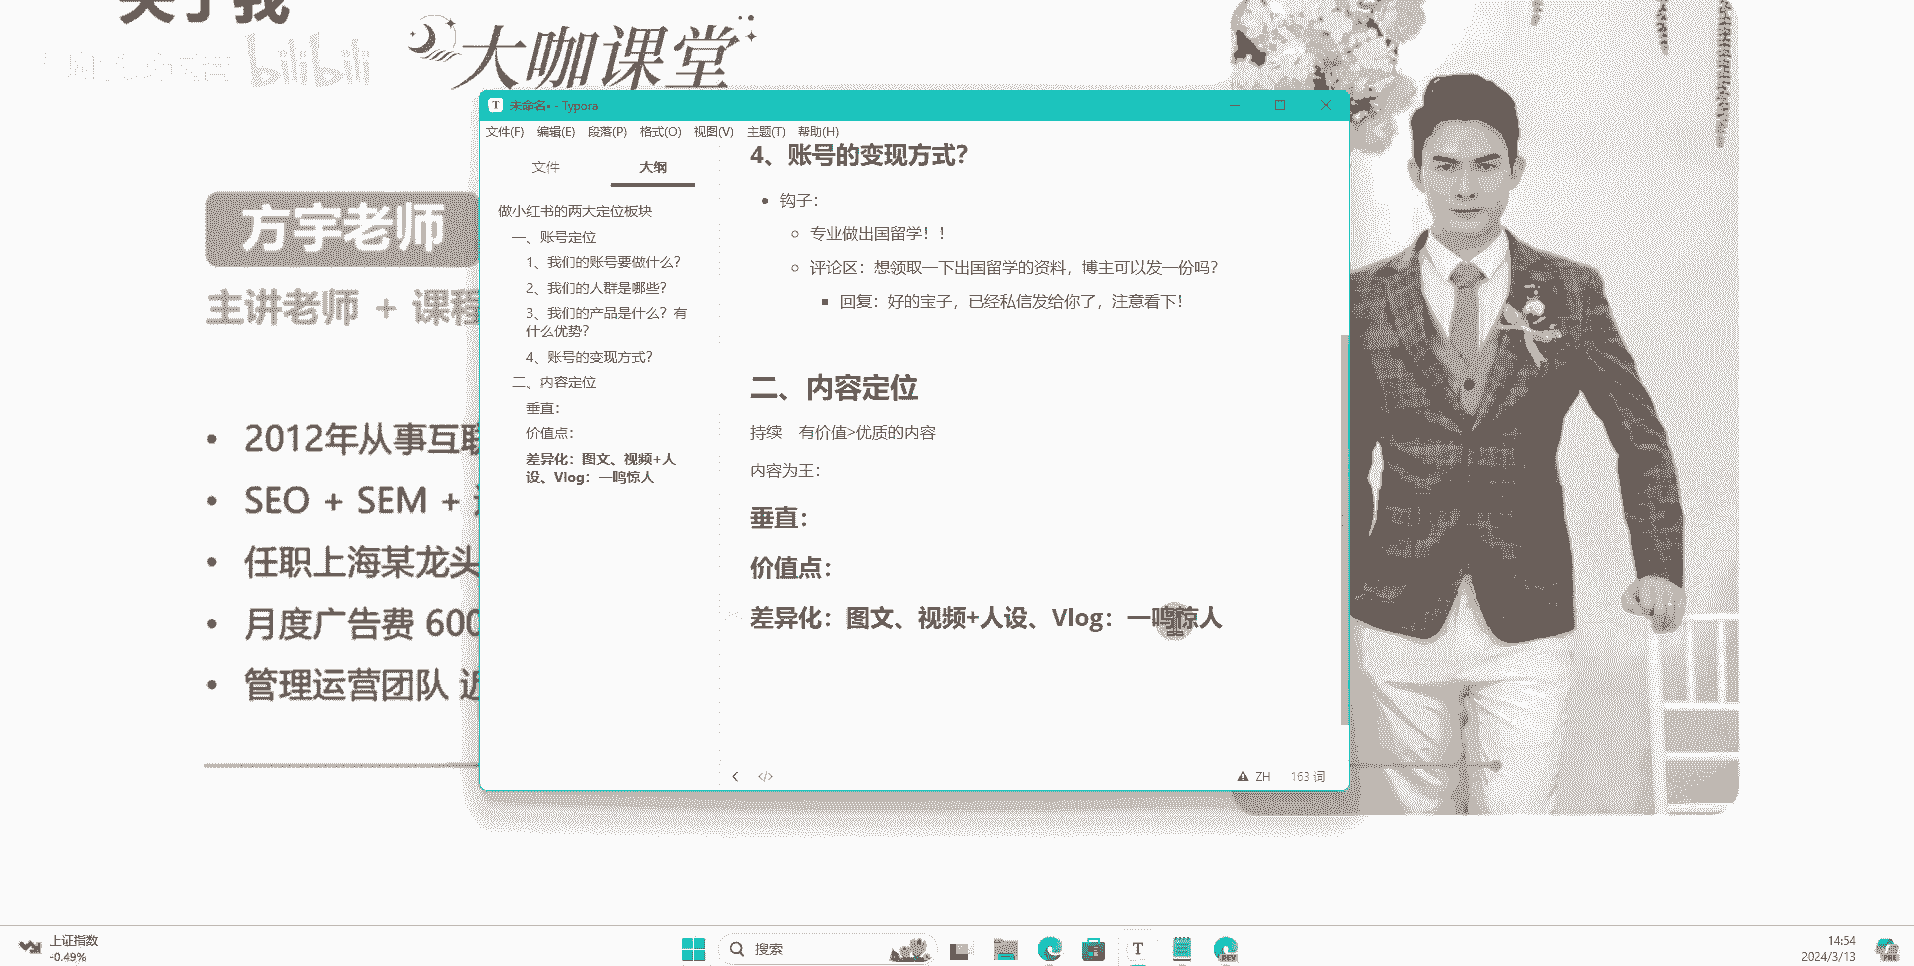 关于我
bilibili
大咖课堂
方宇老师
主讲老师 + 课程
2012年从事互联
SEO + SEM +
任职上海某龙头
月度广告费 600
管理运营团队 近
T 未命名• - Typora
文件(F) 编辑(E) 段落(P) 格式(O) 视图(V) 主题(T) 帮助(H)
文件 大纲
做小红书的两大定位板块
一、账号定位
1、我们的账号要做什么？
2、我们的人群是哪些？
3、我们的产品是什么？有
什么优势？
4、账号的变现方式？
二、内容定位
垂直：
价值点：
差异化：图文、视频+人
设、Vlog：一鸣惊人
4、账号的变现方式？
钩子：
专业做出国留学！！
评论区：想领取一下出国留学的资料，博主可以发一份吗？
回复：好的宝子，已经私信发给你了，注意看下！
二、内容定位
持续 有价值>优质的内容
内容为王：
垂直：
价值点：
差异化：图文、视频+人设、Vlog：一鸣惊人
ZH 163 词
上证指数
-0.49%
搜索
T
DEV
14:54
2024/3/13
PRE